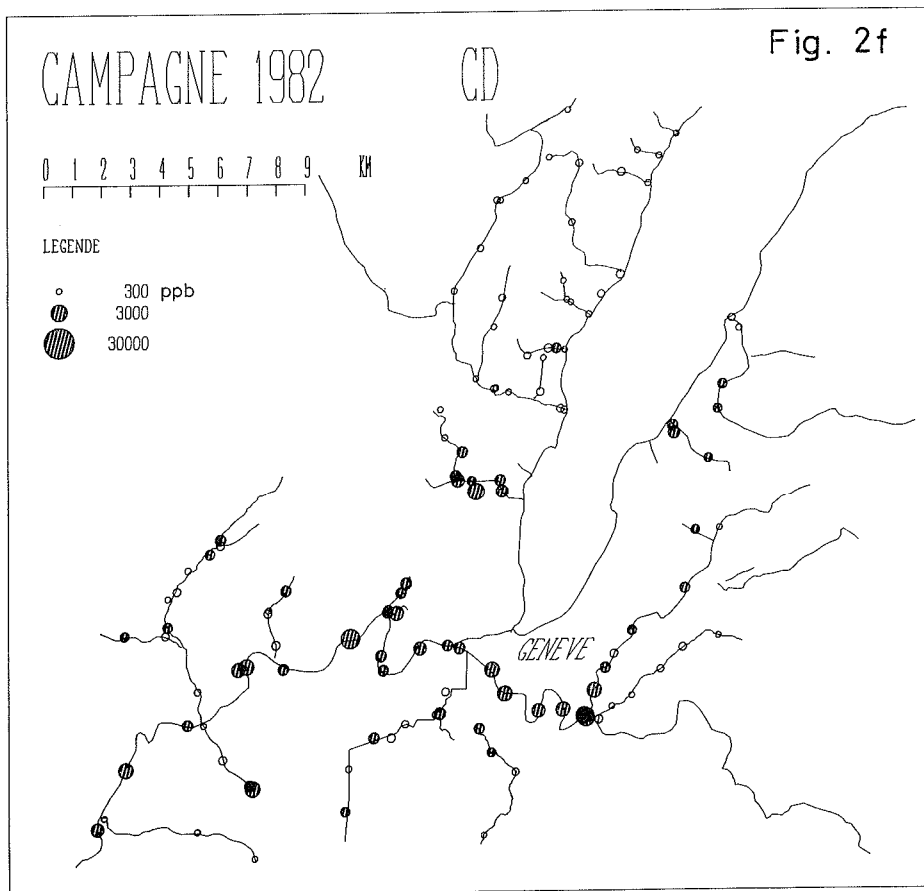 Fig. 2f
CAMPAGNE 1982 CD
0 1 2 3 4 5 6 7 8 9 KM
LEGENDE
300 ppb
3000
30000
GENEVE